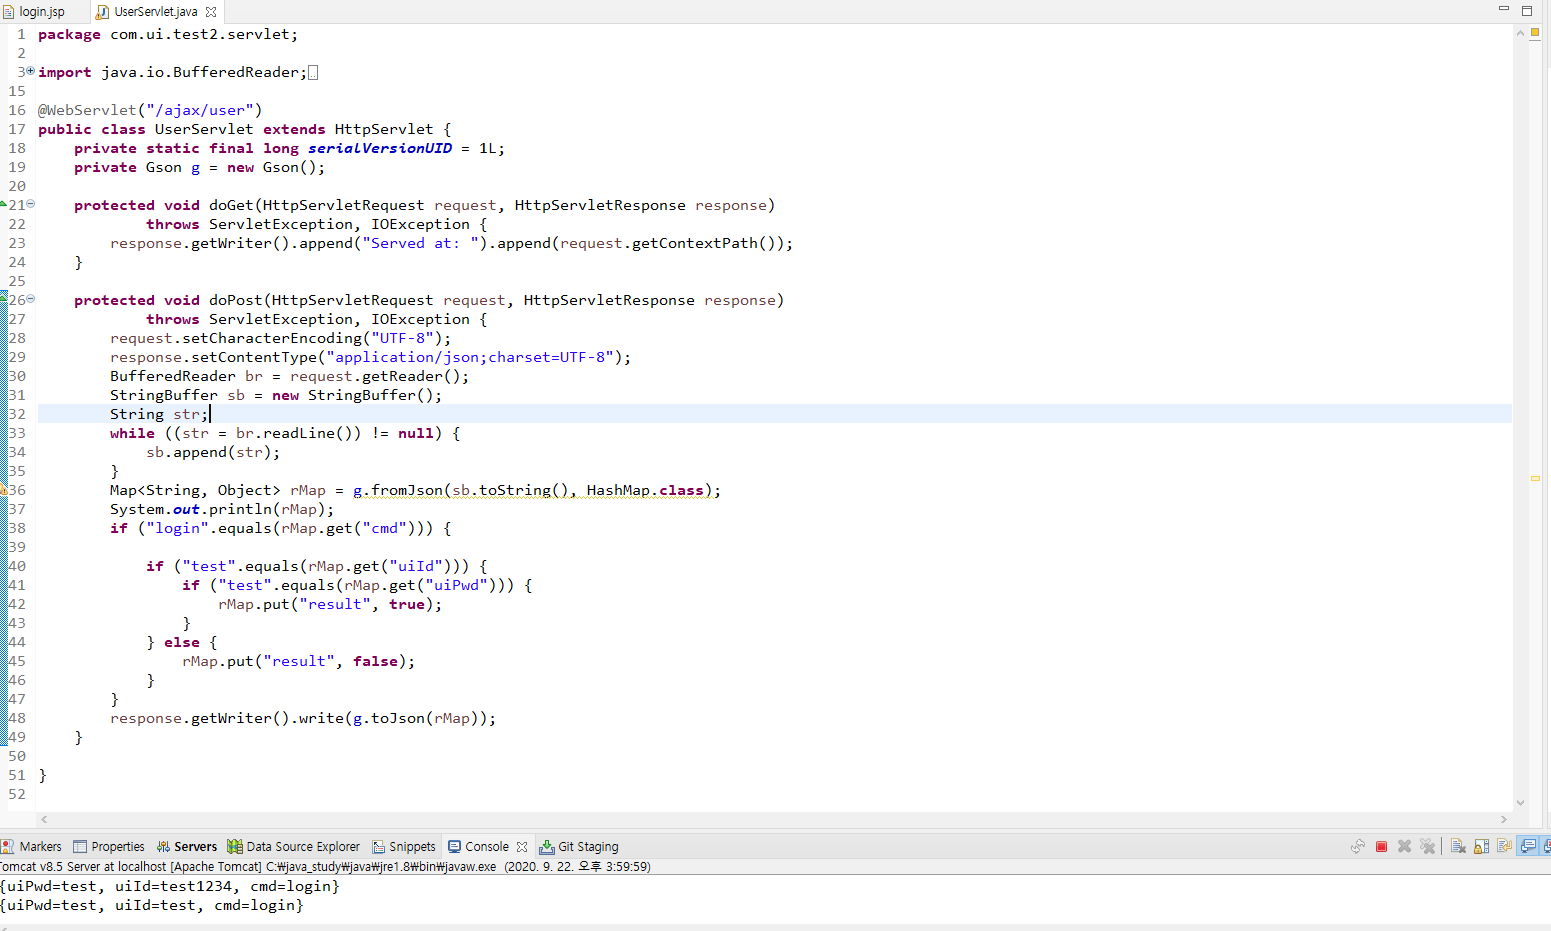 login.jsp UserServlet.java
1 package com.ui.test2.servlet;
2
3 import java.io.BufferedReader;
15
16 @WebServlet("/ajax/user")
17 public class UserServlet extends HttpServlet {
18     private static final long serialVersionUID = 1L;
19     private Gson g = new Gson();
20
21     protected void doGet(HttpServletRequest request, HttpServletResponse response)
22             throws ServletException, IOException {
23         response.getWriter().append("Served at: ").append(request.getContextPath());
24     }
25
26     protected void doPost(HttpServletRequest request, HttpServletResponse response)
27             throws ServletException, IOException {
28         request.setCharacterEncoding("UTF-8");
29         response.setContentType("application/json;charset=UTF-8");
30         BufferedReader br = request.getReader();
31         StringBuffer sb = new StringBuffer();
32         String str;
33         while ((str = br.readLine()) != null) {
34             sb.append(str);
35         }
36         Map<String, Object> rMap = g.fromJson(sb.toString(), HashMap.class);
37         System.out.println(rMap);
38         if ("login".equals(rMap.get("cmd"))) {
39
40             if ("test".equals(rMap.get("uiId"))) {
41                 if ("test".equals(rMap.get("uiPwd"))) {
42                     rMap.put("result", true);
43                 }
44             } else {
45                 rMap.put("result", false);
46             }
47         }
48         response.getWriter().write(g.toJson(rMap));
49     }
50
51 }
52
Markers Properties Servers Data Source Explorer Snippets Console Git Staging
Tomcat v8.5 Server at localhost [Apache Tomcat] C:₩java_study₩java₩jre1.8₩bin₩javaw.exe (2020. 9. 22. 오후 3:59:59)
{uiPwd=test, uiId=test1234, cmd=login}
{uiPwd=test, uiId=test, cmd=login}